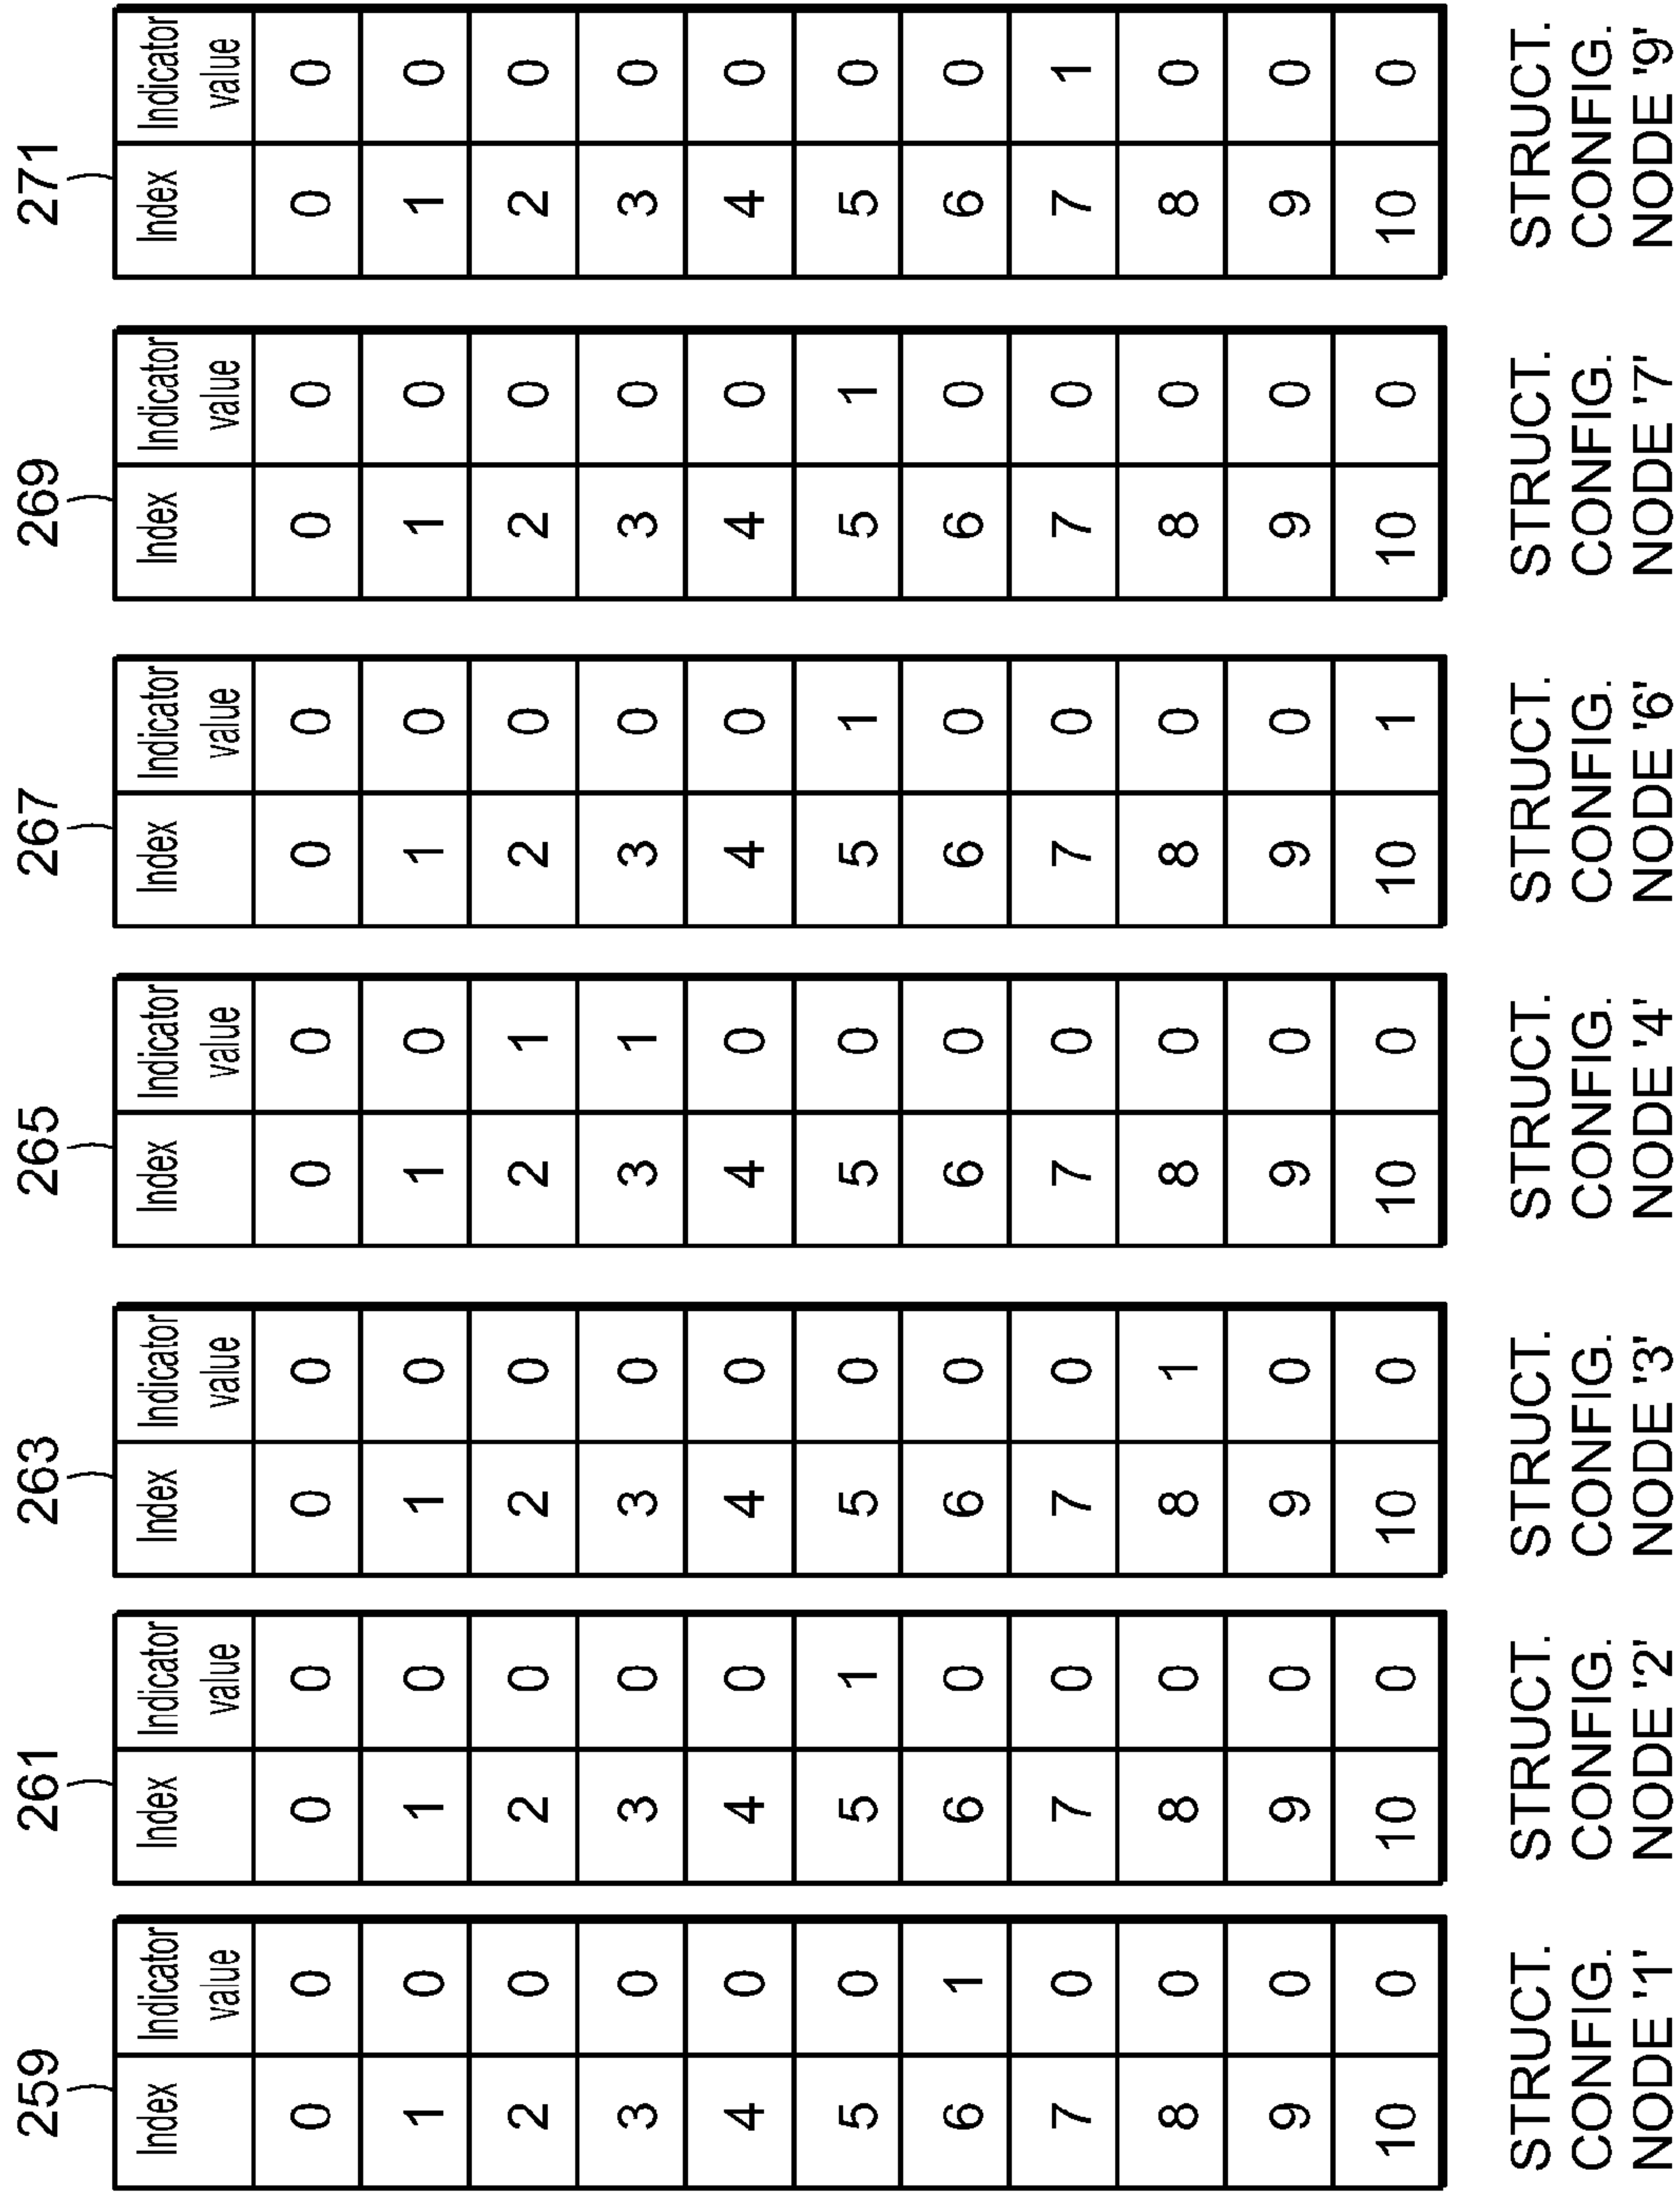 259 261 263 265 267 269 271
Index Indicator Index Indicator Index Indicator Index Indicator Index Indicator Index Indicator Index Indicator
value value value value value value value
0 0 0 0 0 0 0 0 0 0 0 0 0 0
1 0 1 0 1 0 1 0 1 0 1 0 1 0
2 0 2 0 2 0 2 1 2 0 2 0 2 0
3 0 3 0 3 0 3 1 3 0 3 0 3 0
4 0 4 0 4 0 4 0 4 0 4 0 4 0
5 0 5 1 5 0 5 0 5 1 5 1 5 0
6 1 6 0 6 0 6 0 6 0 6 0 6 0
7 0 7 0 7 0 7 0 7 0 7 0 7 1
8 0 8 0 8 1 8 0 8 0 8 0 8 0
9 0 9 0 9 0 9 0 9 0 9 0 9 0
10 0 10 0 10 0 10 0 10 1 10 0 10 0
STRUCT. STRUCT. STRUCT. STRUCT. STRUCT. STRUCT. STRUCT.
CONFIG. CONFIG. CONFIG. CONFIG. CONFIG. CONFIG. CONFIG.
NODE '1' NODE '2' NODE '3' NODE '4' NODE '6' NODE '7' NODE '9'